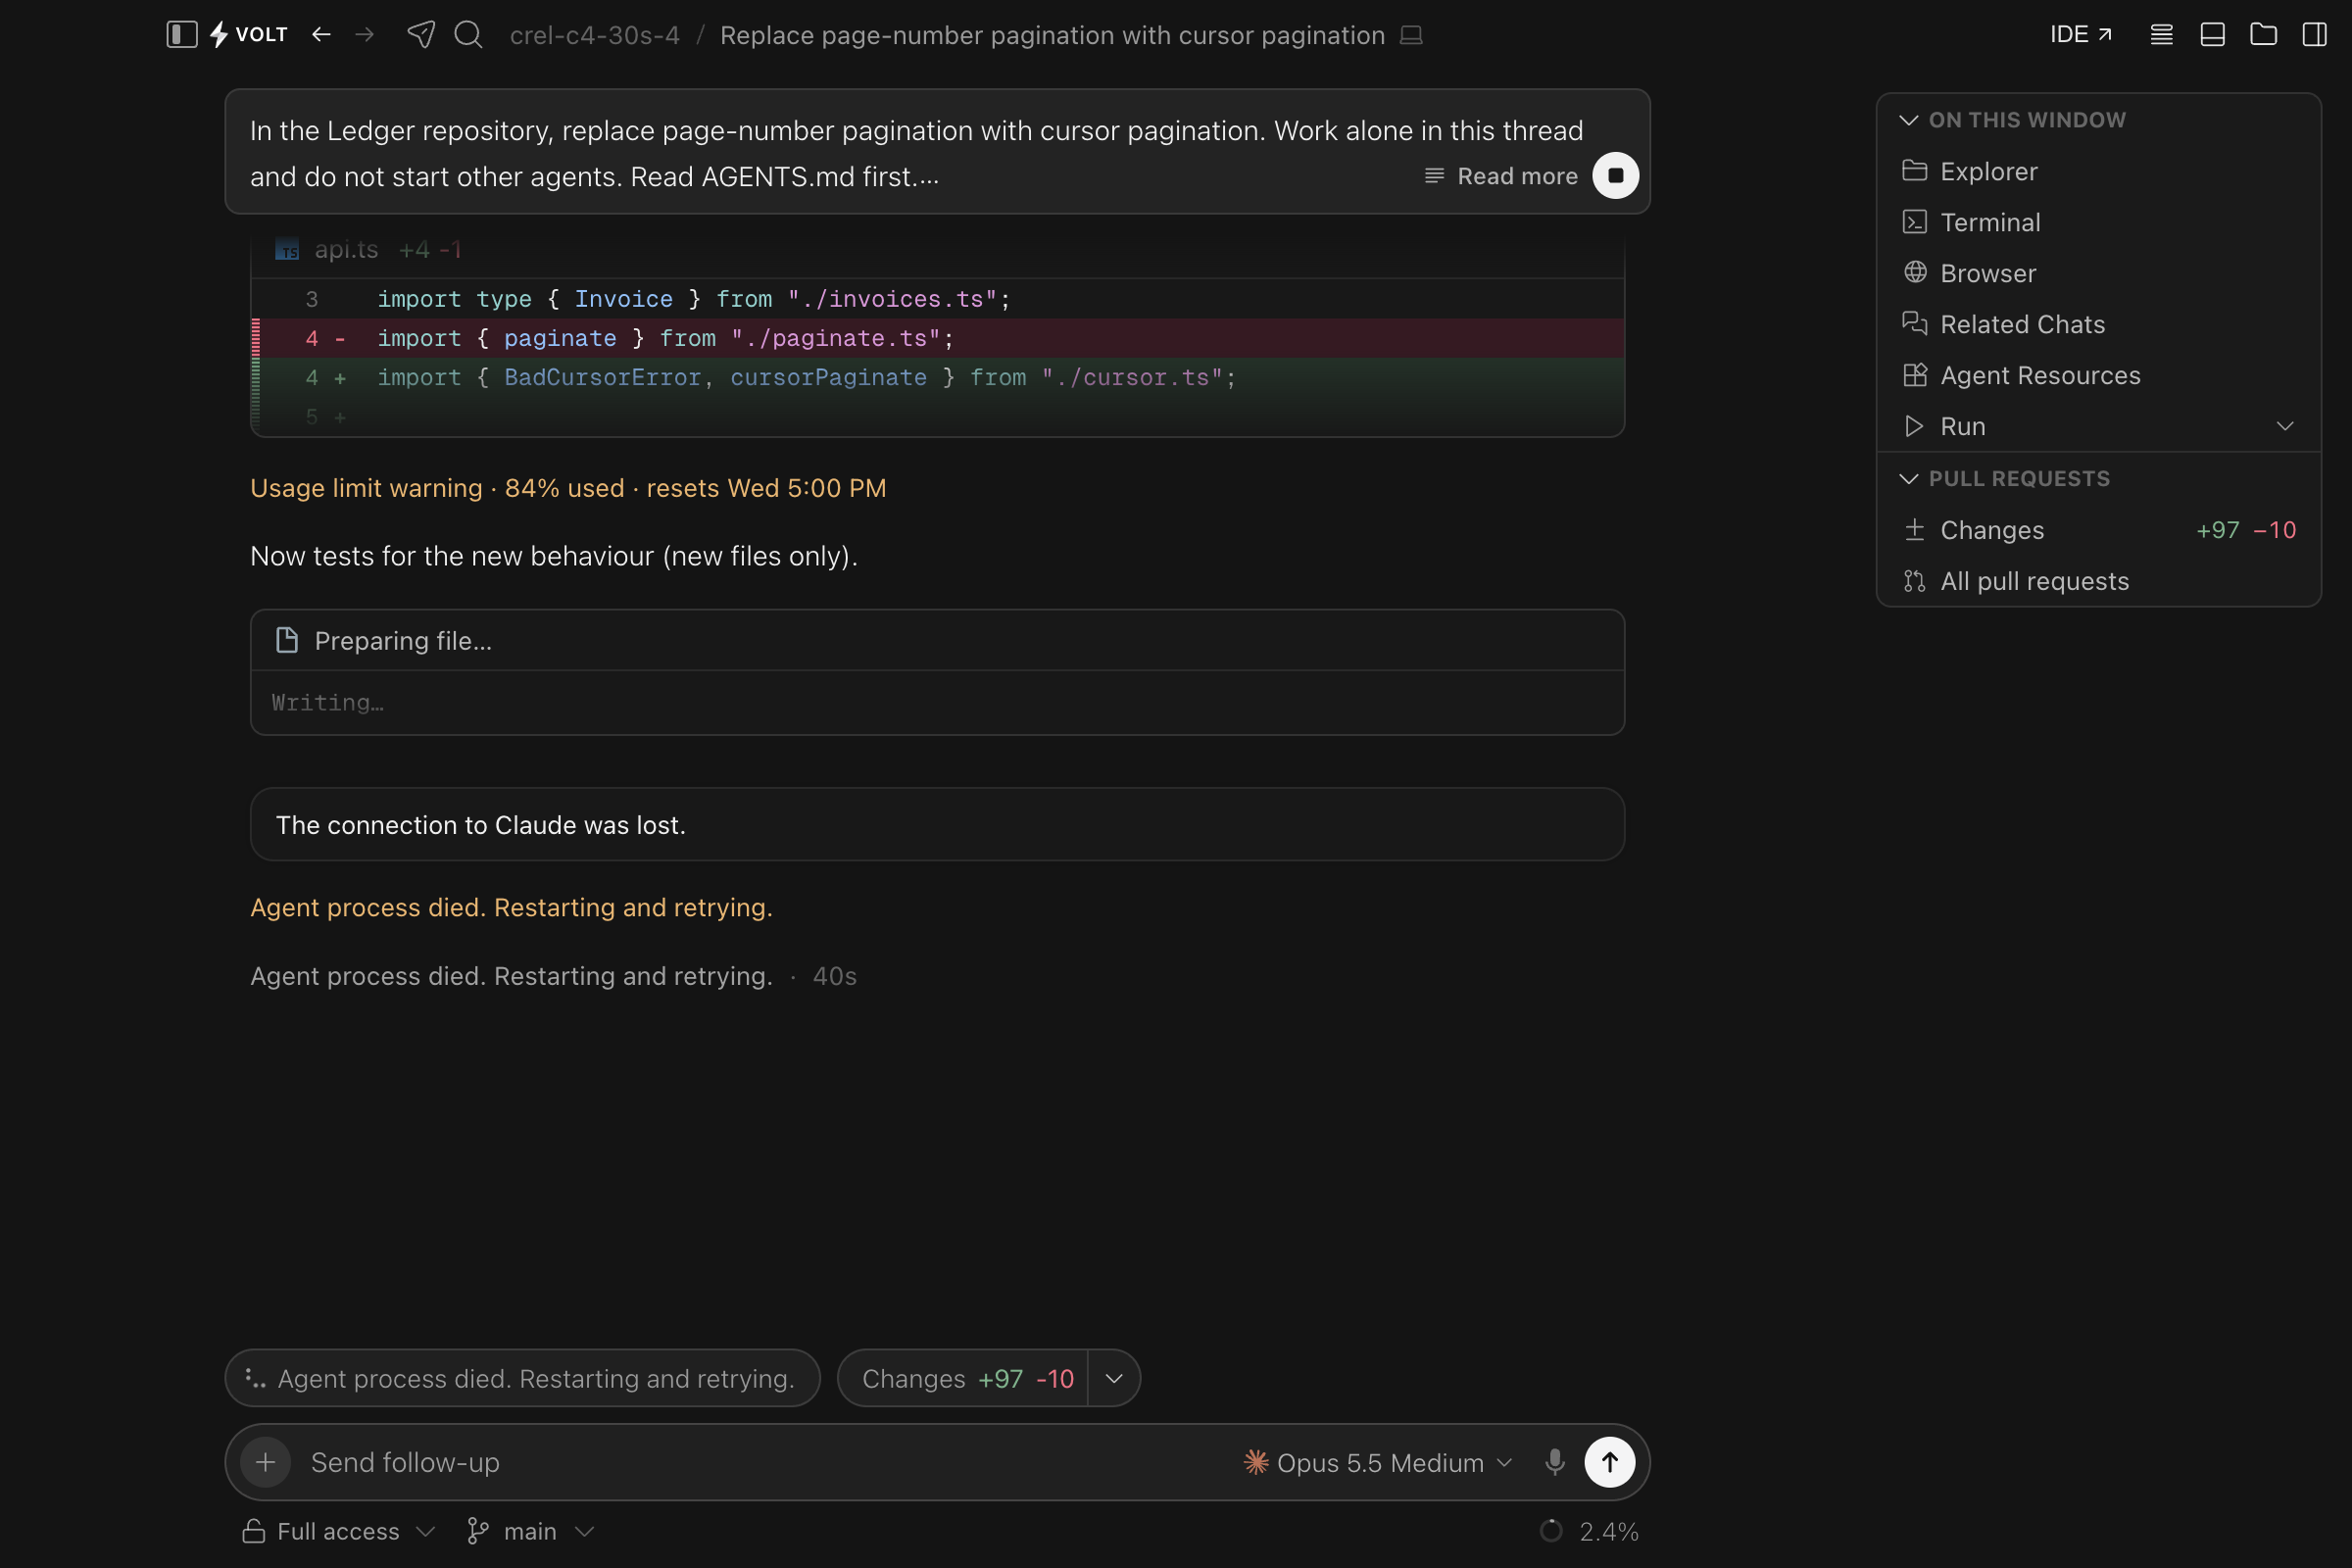 VOLT
crel-c4-30s-4 / Replace page-number pagination with cursor pagination
IDE
In the Ledger repository, replace page-number pagination with cursor pagination. Work alone in this thread
and do not start other agents. Read AGENTS.md first.…
Read more
TS api.ts +4 -1
3 import type { Invoice } from "./invoices.ts";
4 - import { paginate } from "./paginate.ts";
4 + import { BadCursorError, cursorPaginate } from "./cursor.ts";
5 +
Usage limit warning · 84% used · resets Wed 5:00 PM
Now tests for the new behaviour (new files only).
Preparing file...
Writing…
The connection to Claude was lost.
Agent process died. Restarting and retrying.
Agent process died. Restarting and retrying. · 40s
Agent process died. Restarting and retrying.
Changes +97 -10
Send follow-up
Opus 5.5 Medium
Full access
main
2.4%
ON THIS WINDOW
Explorer
Terminal
Browser
Related Chats
Agent Resources
Run
PULL REQUESTS
Changes +97 −10
All pull requests